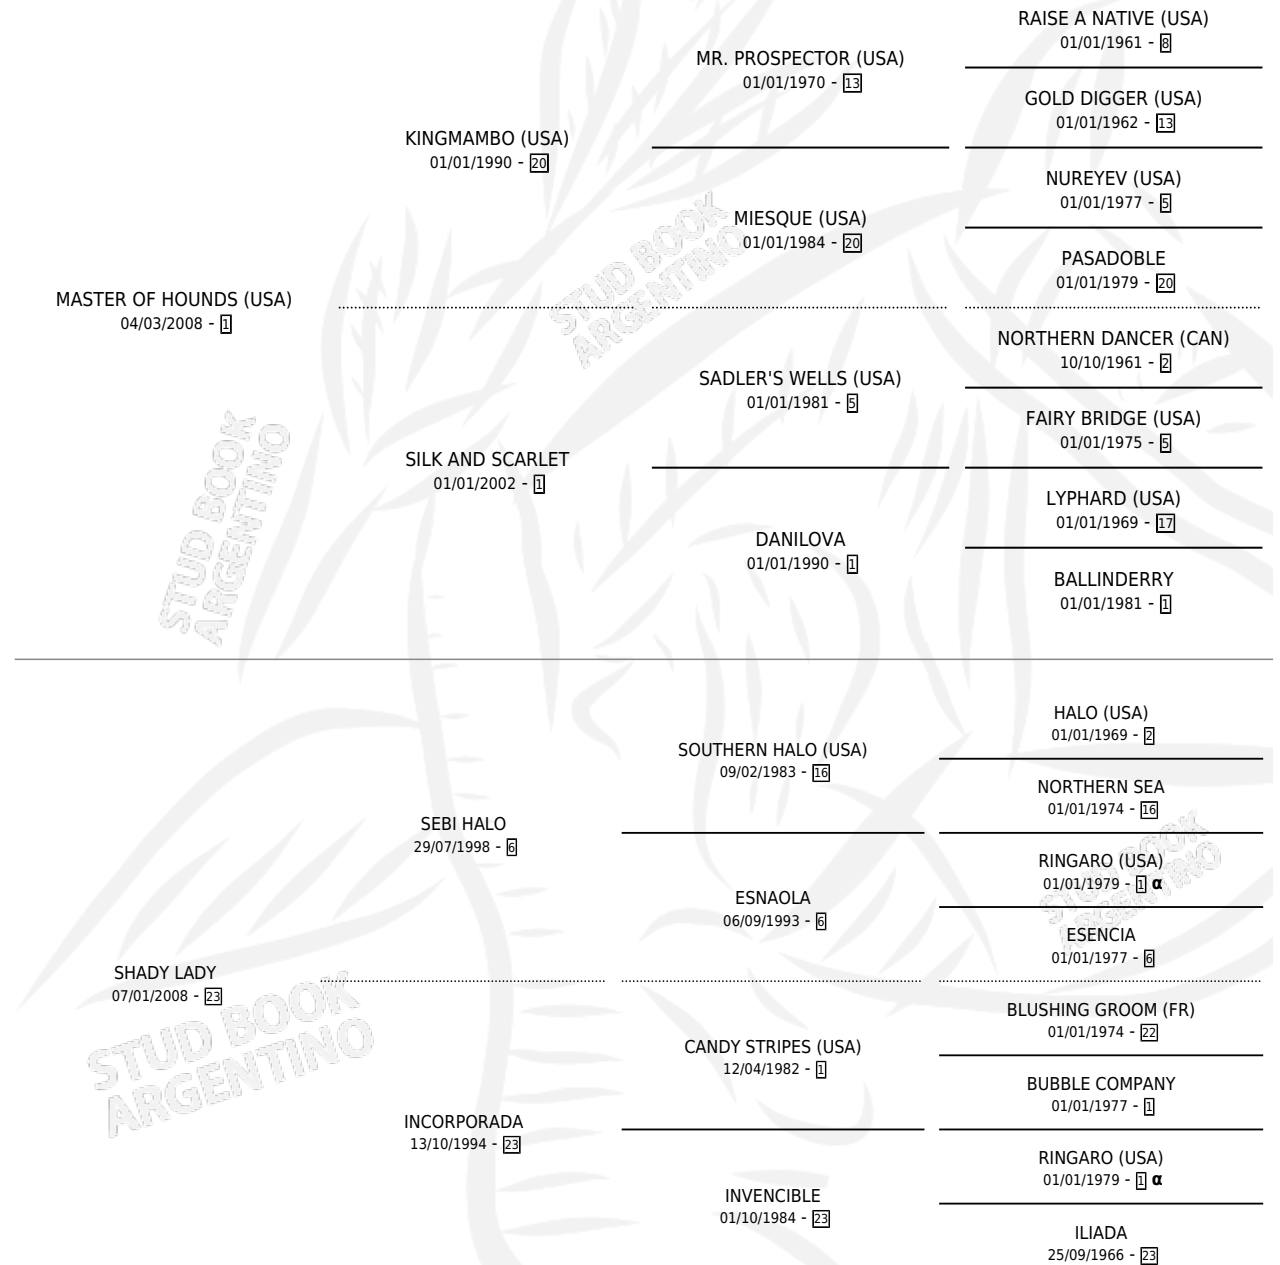 RAISE A NATIVE (USA)
01/01/1961 - 8
MR. PROSPECTOR (USA)
01/01/1970 - 13
GOLD DIGGER (USA)
01/01/1962 - 13
KINGMAMBO (USA)
01/01/1990 - 20
NUREYEV (USA)
01/01/1977 - 5
MIESQUE (USA)
01/01/1984 - 20
PASADOBLE
01/01/1979 - 20
MASTER OF HOUNDS (USA)
04/03/2008 - 1
NORTHERN DANCER (CAN)
10/10/1961 - 2
SADLER'S WELLS (USA)
01/01/1981 - 5
FAIRY BRIDGE (USA)
01/01/1975 - 5
SILK AND SCARLET
01/01/2002 - 1
LYPHARD (USA)
01/01/1969 - 17
DANILOVA
01/01/1990 - 1
BALLINDERRY
01/01/1981 - 1
HALO (USA)
01/01/1969 - 2
SOUTHERN HALO (USA)
09/02/1983 - 16
NORTHERN SEA
01/01/1974 - 16
SEBI HALO
29/07/1998 - 6
RINGARO (USA)
01/01/1979 - 1 α
ESNAOLA
06/09/1993 - 6
ESENCIA
01/01/1977 - 6
SHADY LADY
07/01/2008 - 23
BLUSHING GROOM (FR)
01/01/1974 - 22
CANDY STRIPES (USA)
12/04/1982 - 1
BUBBLE COMPANY
01/01/1977 - 1
INCORPORADA
13/10/1994 - 23
RINGARO (USA)
01/01/1979 - 1 α
INVENCIBLE
01/10/1984 - 23
ILIADA
25/09/1966 - 23
STUD BOOK
ARGENTINO
STUD BOOK
ARGENTINO
STUD BOOK
ARGENTINO
STUD BOOK
ARGENTINO